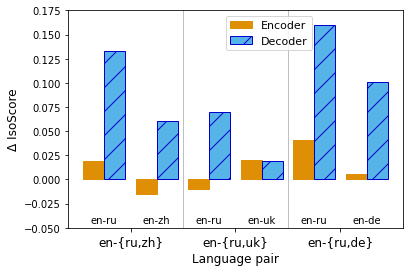 0.175
0.150
0.125
0.100
0.075
0.050
0.025
0.000
−0.025
−0.050
Δ IsoScore
Encoder
Decoder
en-ru en-zh en-ru en-uk en-ru en-de
en-{ru,zh} en-{ru,uk} en-{ru,de}
Language pair